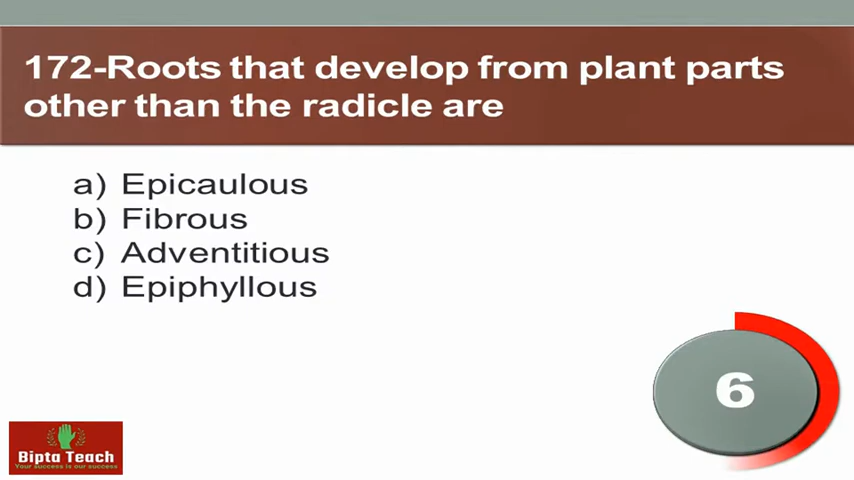 172-Roots that develop from plant parts
other than the radicle are
a) Epicaulous
b) Fibrous
c) Adventitious
d) Epiphyllous
6
Bipta Teach
Your success is our success